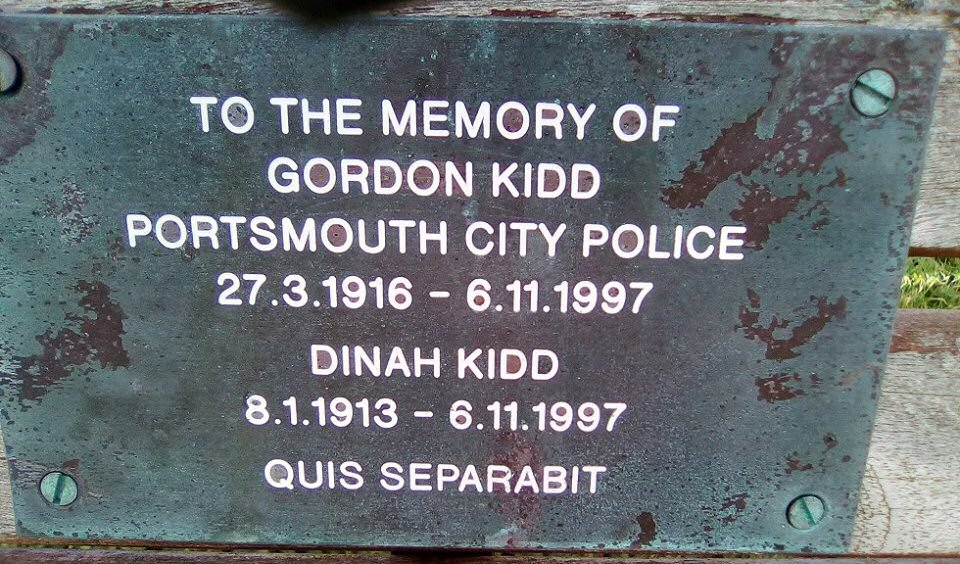 TO THE MEMORY OF
GORDON KIDD
PORTSMOUTH CITY POLICE
27.3.1916 - 6.11.1997
DINAH KIDD
8.1.1913 - 6.11.1997
QUIS SEPARABIT